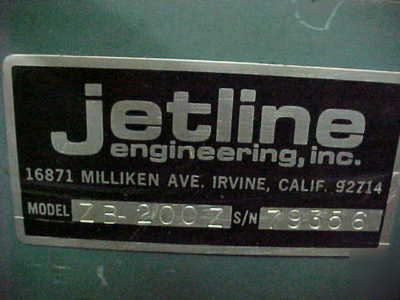 jetline
engineering, inc.
16871 MILLIKEN AVE. IRVINE, CALIF. 92714
MODEL ZB-200Z S/N 79356